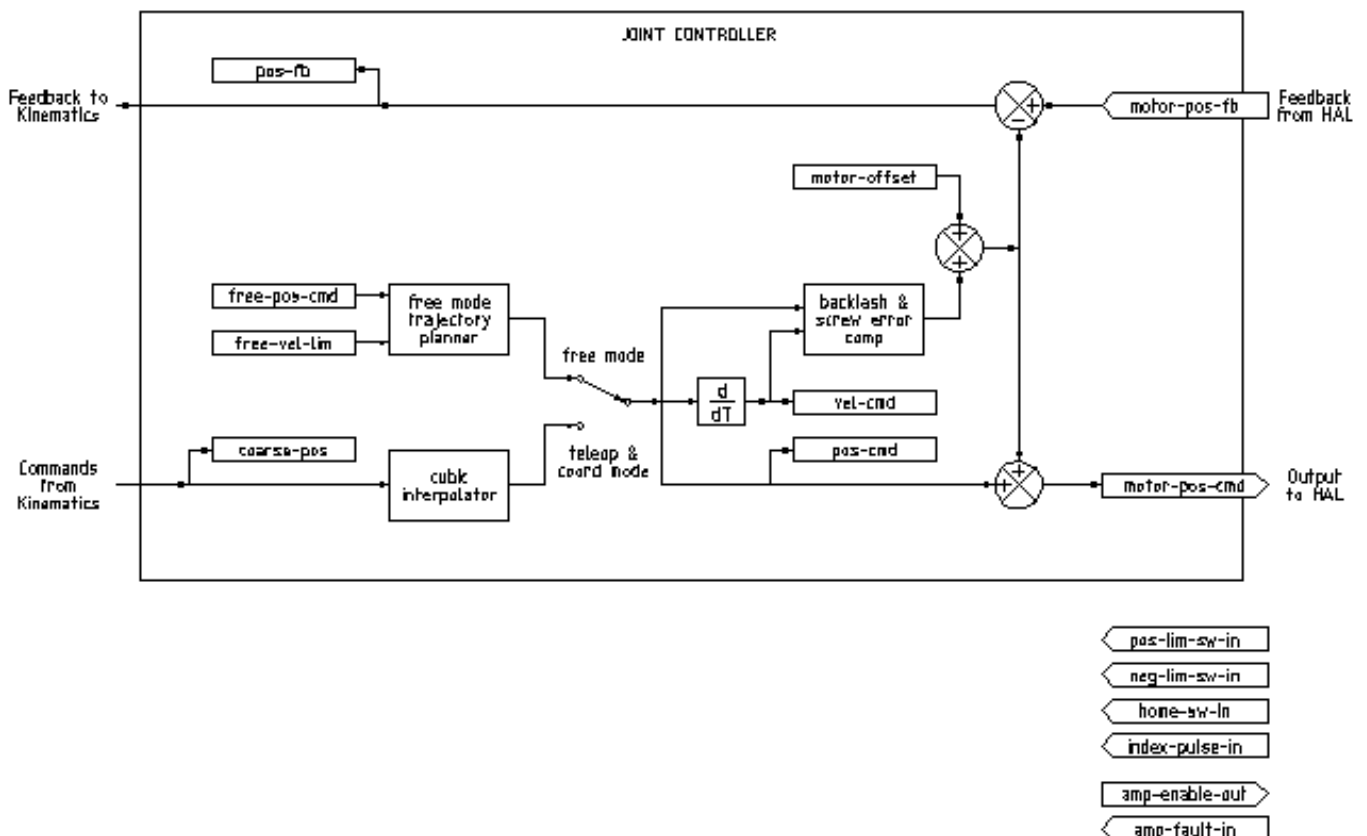 JOINT CONTROLLER
pos-fb
Feedback to
Kinematics
motor-pos-fb
Feedback
from HAL
motor-offset
+
-
+
+
free-pos-cmd
free-vel-lim
free mode
trajectory
planner
free mode
backlash &
screw error
comp
d
dT
vel-cmd
pos-cmd
coarse-pos
teleop &
coord mode
Commands
from
Kinematics
cubic
interpolator
+
+
motor-pos-cmd
Output
to HAL
pos-lim-sw-in
neg-lim-sw-in
home-sw-in
index-pulse-in
amp-enable-out
amp-fault-in